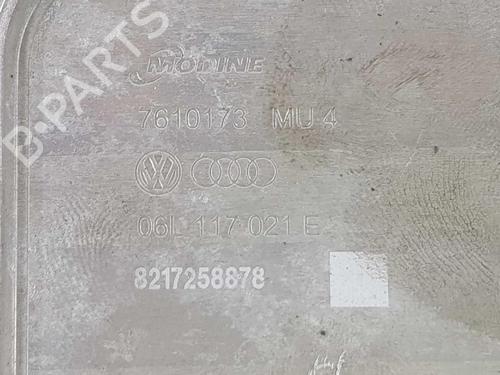 B-PARTS
MODINE
7610173 MU 4
06L 117 021 E
8217258878